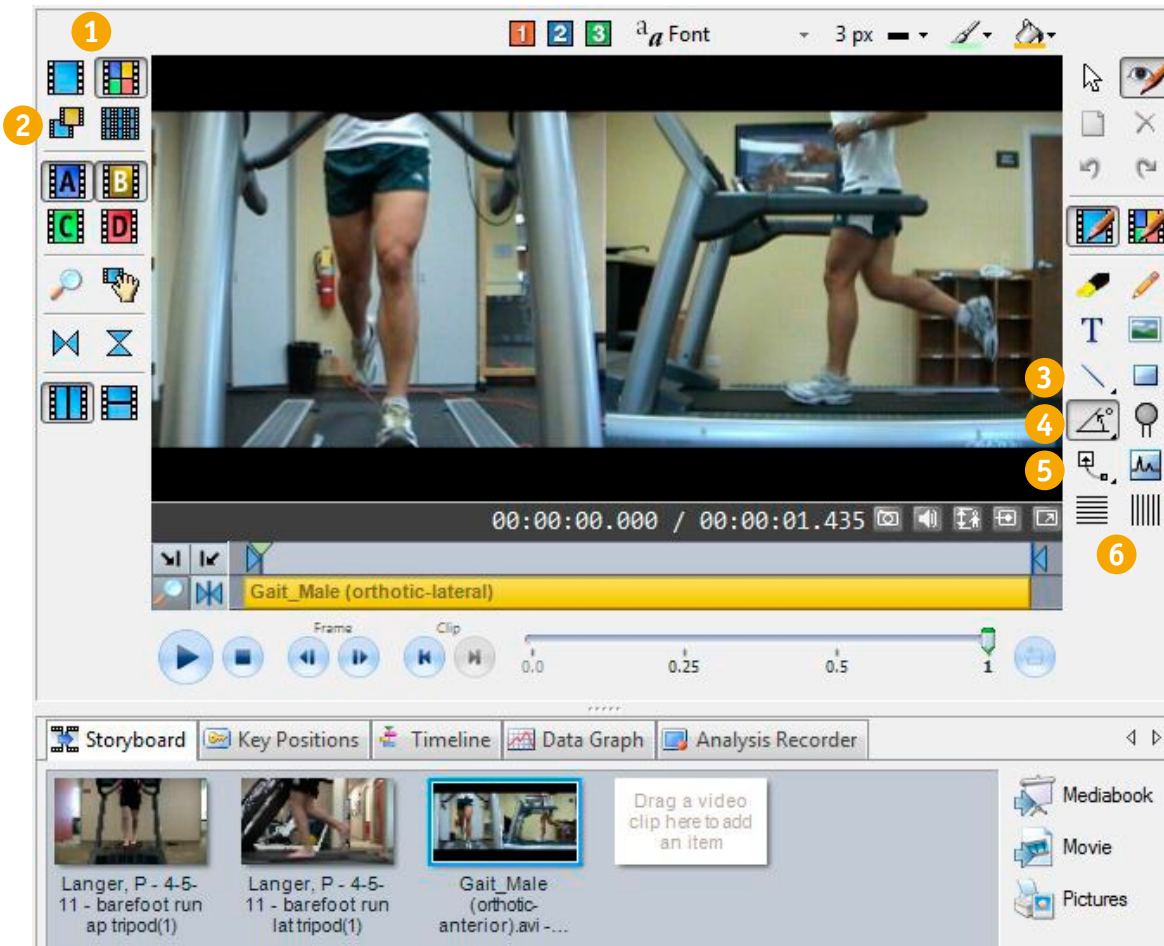 1
1 2 3 aa Font 3 px
2
A B
C D
T
3
4
5
6
00:00:00.000 / 00:00:01.435
Gait_Male (orthotic-lateral)
Frame Clip
0.0 0.25 0.5 1
Storyboard Key Positions Timeline Data Graph Analysis Recorder
Drag a video
clip here to add
an item
Langer, P - 4-5-
11 - barefoot run
ap tripod(1)
Langer, P - 4-5-
11 - barefoot run
lat tripod(1)
Gait_Male
(orthotic-
anterior).avi -...
Mediabook
Movie
Pictures